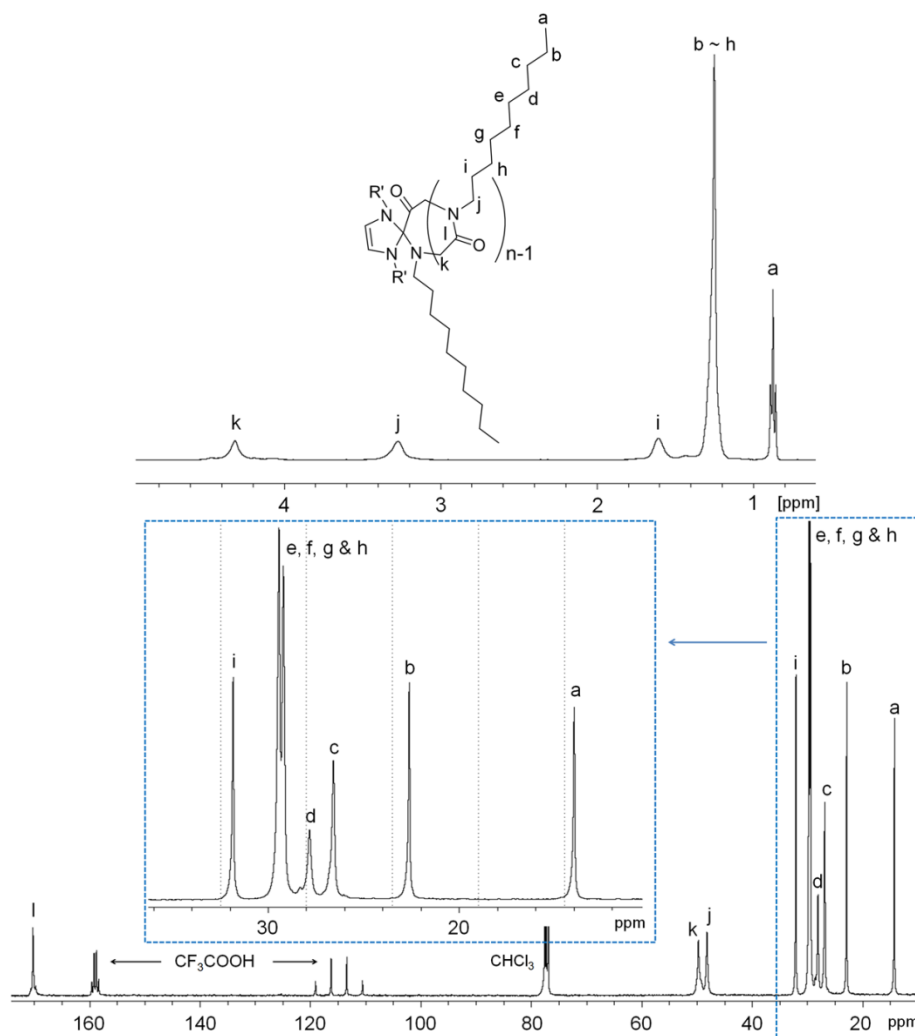 a
b ~ h
c
b
e
d
g
f
a
i
h
R'
O
j
N
N
l
O
n-1
N
N
k
R'
k
j
i
4
3
2
1
[ppm]
e, f, g & h
e, f, g & h
i
i
b
b
a
a
c
c
d
d
30
20
ppm
l
CF3COOH
CHCl3
k
j
160
140
120
100
80
60
40
20
ppm